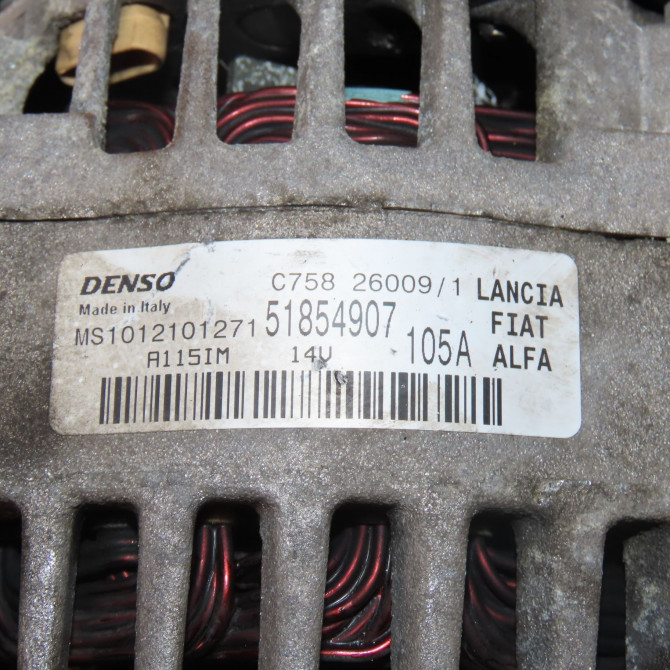 DENSO C758 26009/1 LANCIA
Made in Italy 51854907 FIAT
MS1012101271 105A ALFA
A115IM 14V